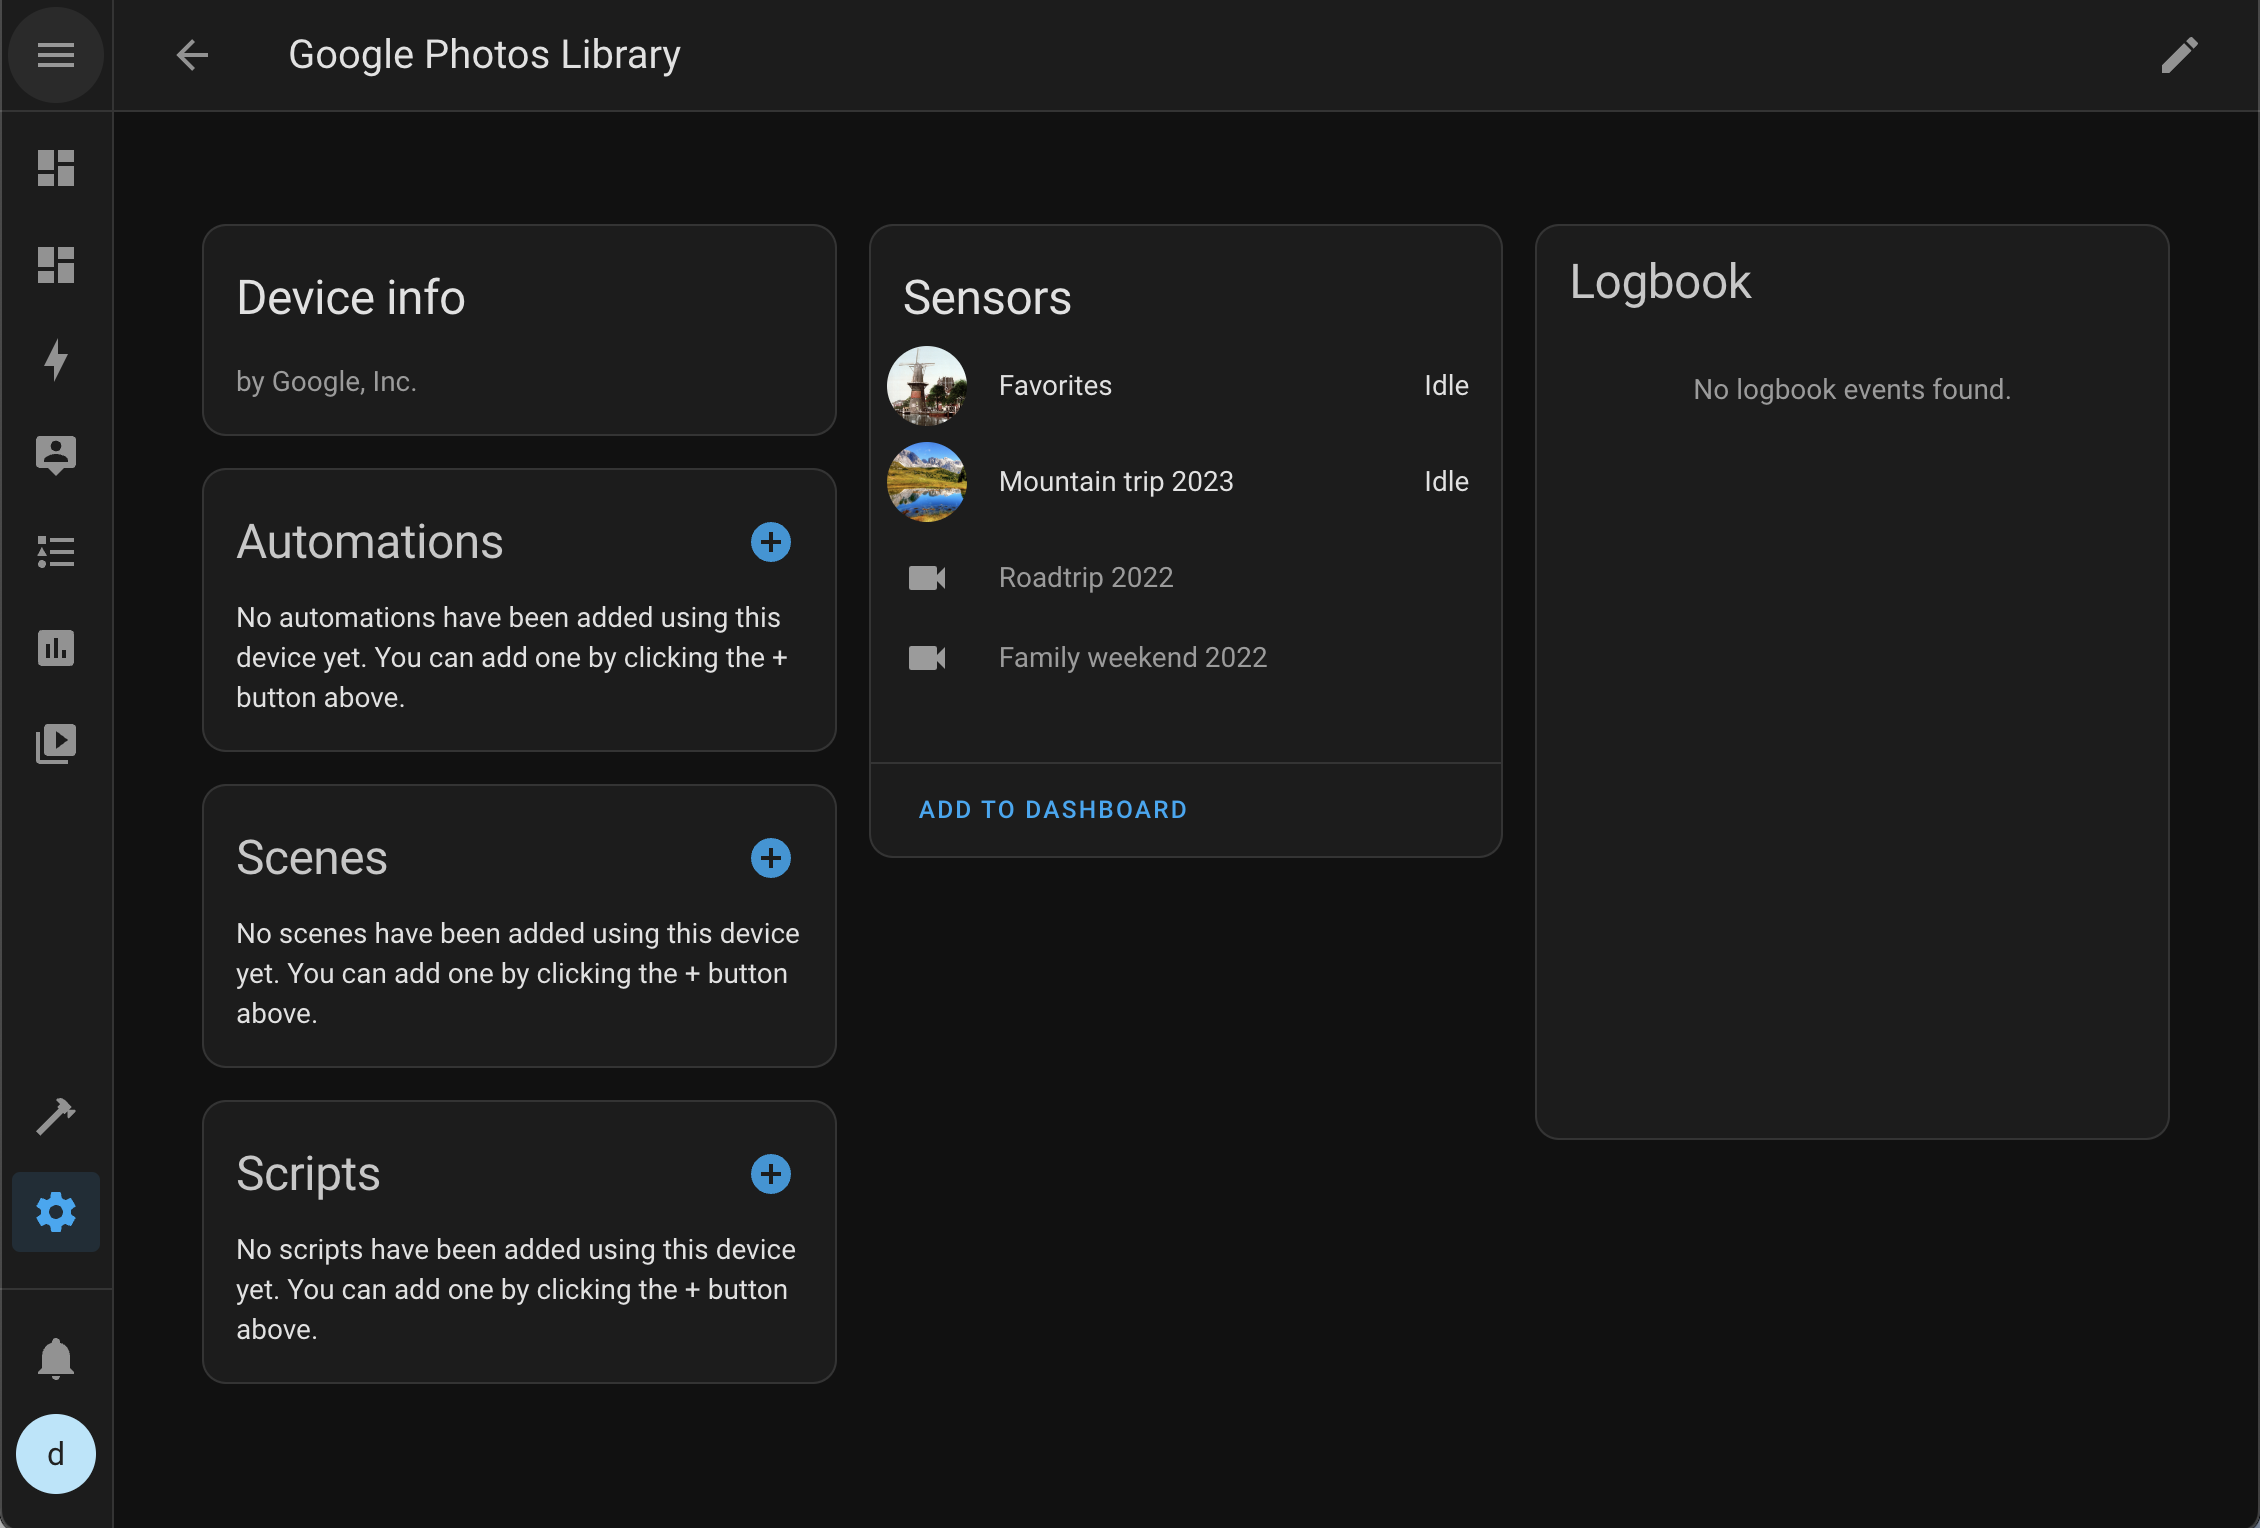 Google Photos Library
Device info
by Google, Inc.
Automations
No automations have been added using this
device yet. You can add one by clicking the +
button above.
Scenes
No scenes have been added using this device
yet. You can add one by clicking the + button
above.
Scripts
No scripts have been added using this device
yet. You can add one by clicking the + button
above.
Sensors
Favorites Idle
Mountain trip 2023 Idle
Roadtrip 2022
Family weekend 2022
ADD TO DASHBOARD
Logbook
No logbook events found.
d